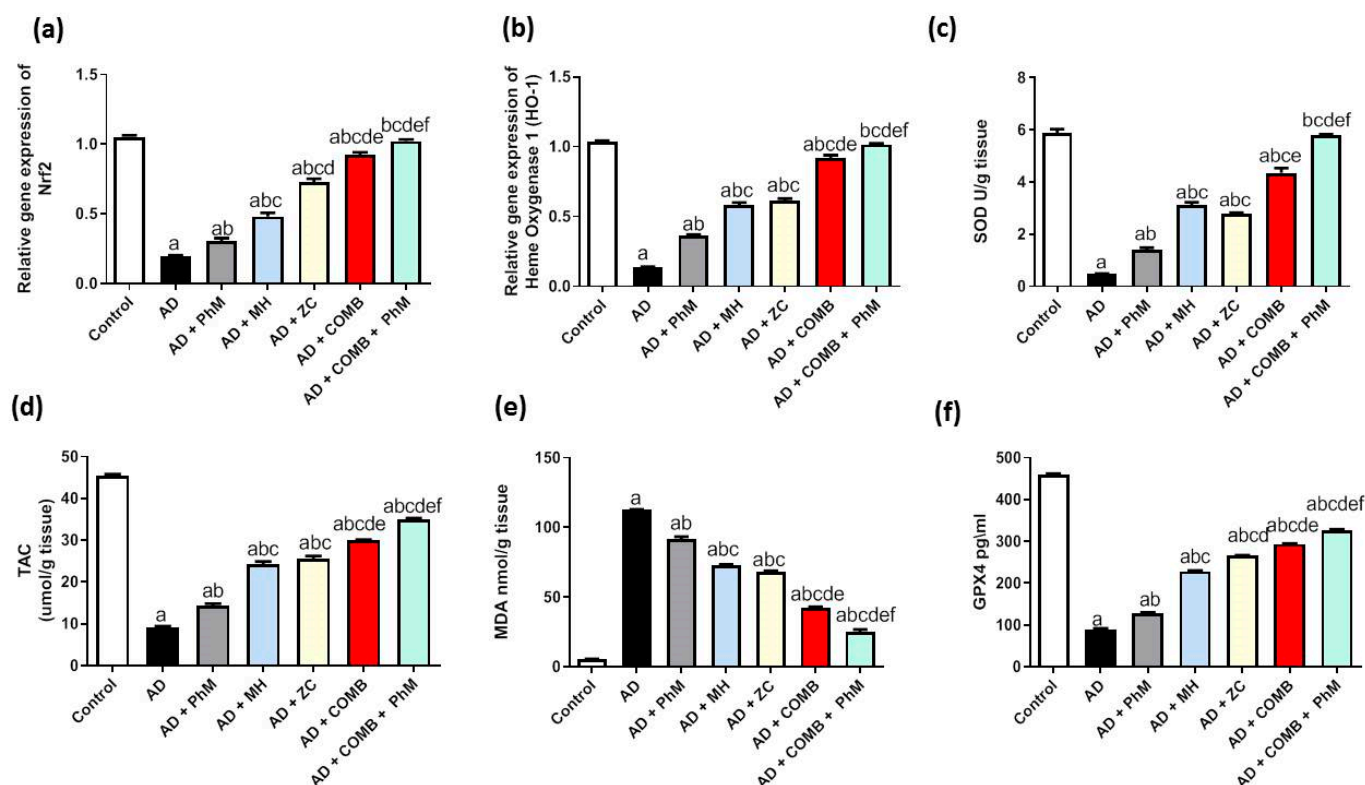 (a)
Relative gene expression of
Nrf2
1.5
1.0
0.5
0.0
a
ab
abc
abcd
abcde
bcdef
Control
AD
AD + PhM
AD + MH
AD + ZC
AD + COMB
AD + COMB + PhM
(b)
Relative gene expression of
Heme Oxygenase 1 (HO-1)
1.5
1.0
0.5
0.0
a
ab
abc
abc
abcde
bcdef
Control
AD
AD + PhM
AD + MH
AD + ZC
AD + COMB
AD + COMB + PhM
(c)
SOD U/g tissue
8
6
4
2
0
a
ab
abc
abc
abce
bcdef
Control
AD
AD + PhM
AD + MH
AD + ZC
AD + COMB
AD + COMB + PhM
(d)
TAC
(umol/g tissue)
50
40
30
20
10
0
a
ab
abc
abc
abcde
abcdef
Control
AD
AD + PhM
AD + MH
AD + ZC
AD + COMB
AD + COMB + PhM
(e)
MDA nmol/g tissue
150
100
50
0
a
ab
abc
abc
abcde
abcdef
Control
AD
AD + PhM
AD + MH
AD + ZC
AD + COMB
AD + COMB + PhM
(f)
GPX4 pg\ml
500
400
300
200
100
0
a
ab
abc
abcd
abcde
abcdef
Control
AD
AD + PhM
AD + MH
AD + ZC
AD + COMB
AD + COMB + PhM